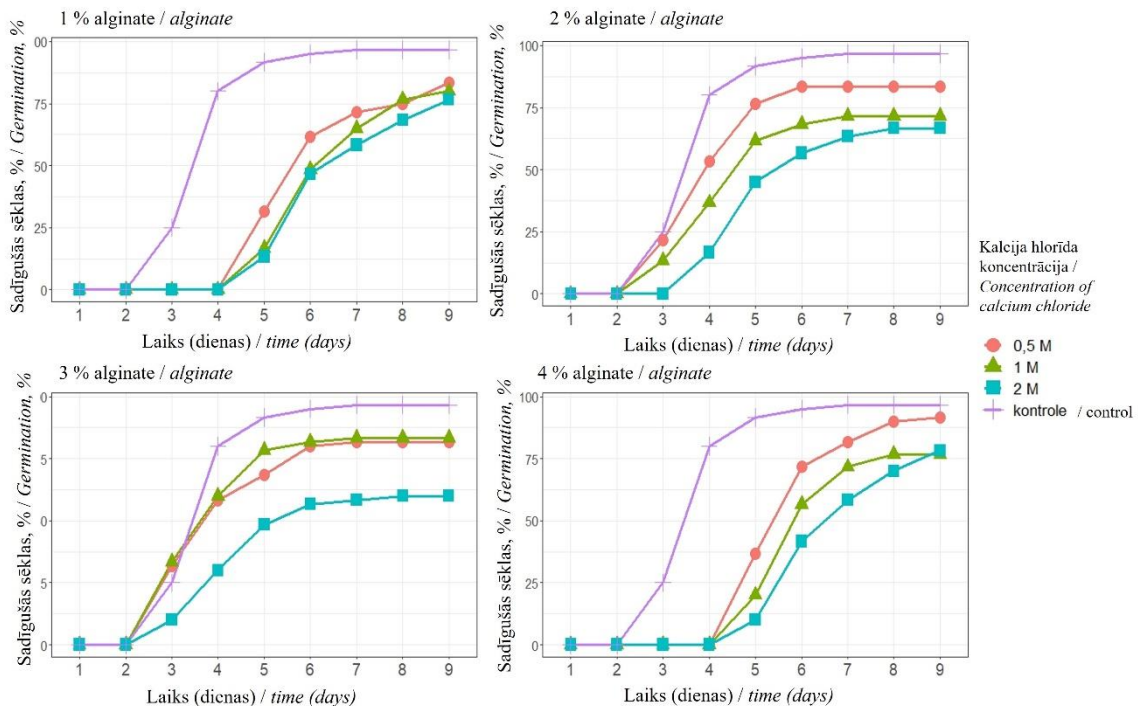 1 % alginate / alginate
Sadīgušās sēklas, % / Germination, %
00
75
50
25
0
1 2 3 4 5 6 7 8 9
Laiks (dienas) / time (days)
2 % alginate / alginate
Sadīgušās sēklas, % / Germination, %
100
75
50
25
0
1 2 3 4 5 6 7 8 9
Laiks (dienas) / time (days)
3 % alginate / alginate
Sadīgušās sēklas, % / Germination, %
0
5
0
5
0
1 2 3 4 5 6 7 8 9
Laiks (dienas) / time (days)
4 % alginate / alginate
Sadīgušās sēklas, % / Germination, %
100
75
50
25
0
1 2 3 4 5 6 7 8 9
Laiks (dienas) / time (days)
Kalcija hlorīda
koncentrācija /
Concentration of
calcium chloride
0,5 M
1 M
2 M
kontrole / control